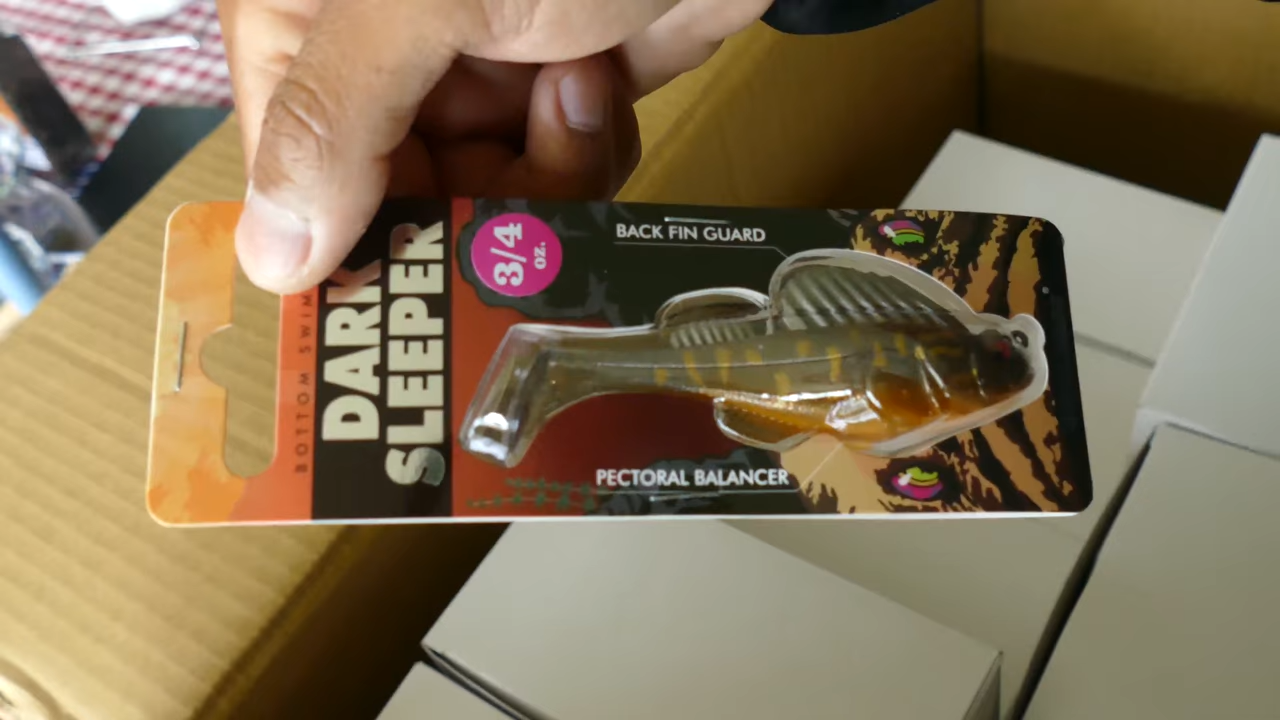 BOTTOM SWIM
DARK
SLEEPER
3/4
oz.
BACK FIN GUARD
PECTORAL BALANCER